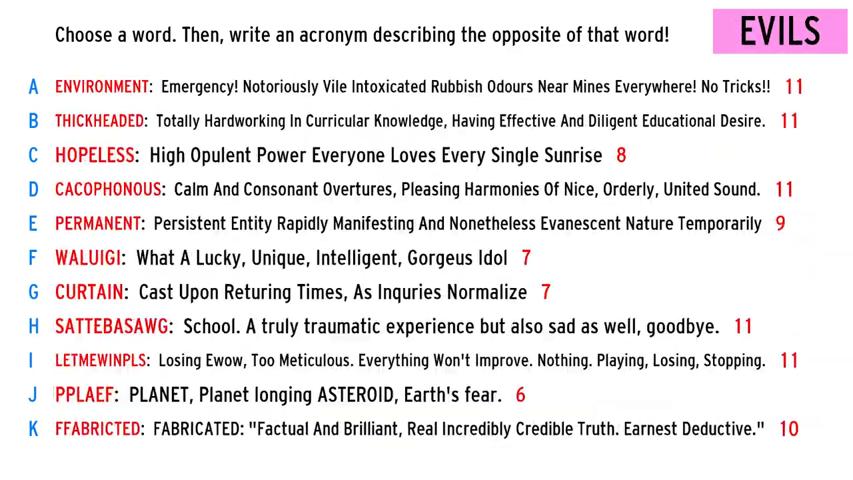 Choose a word. Then, write an acronym describing the opposite of that word!
EVILS
A ENVIRONMENT: Emergency! Notoriously Vile Intoxicated Rubbish Odours Near Mines Everywhere! No Tricks!! 11
B THICKHEADED: Totally Hardworking In Curricular Knowledge, Having Effective And Diligent Educational Desire. 11
C HOPELESS: High Opulent Power Everyone Loves Every Single Sunrise 8
D CACOPHONOUS: Calm And Consonant Overtures, Pleasing Harmonies Of Nice, Orderly, United Sound. 11
E PERMANENT: Persistent Entity Rapidly Manifesting And Nonetheless Evanescent Nature Temporarily 9
F WALUIGI: What A Lucky, Unique, Intelligent, Gorgeus Idol 7
G CURTAIN: Cast Upon Returing Times, As Inquries Normalize 7
H SATTEBASAWG: School. A truly traumatic experience but also sad as well, goodbye. 11
I LETMEWINPLS: Losing Ewow, Too Meticulous. Everything Won't Improve. Nothing. Playing, Losing, Stopping. 11
J PPLAEF: PLANET, Planet longing ASTEROID, Earth's fear. 6
K FFABRICTED: FABRICATED: "Factual And Brilliant, Real Incredibly Credible Truth. Earnest Deductive." 10